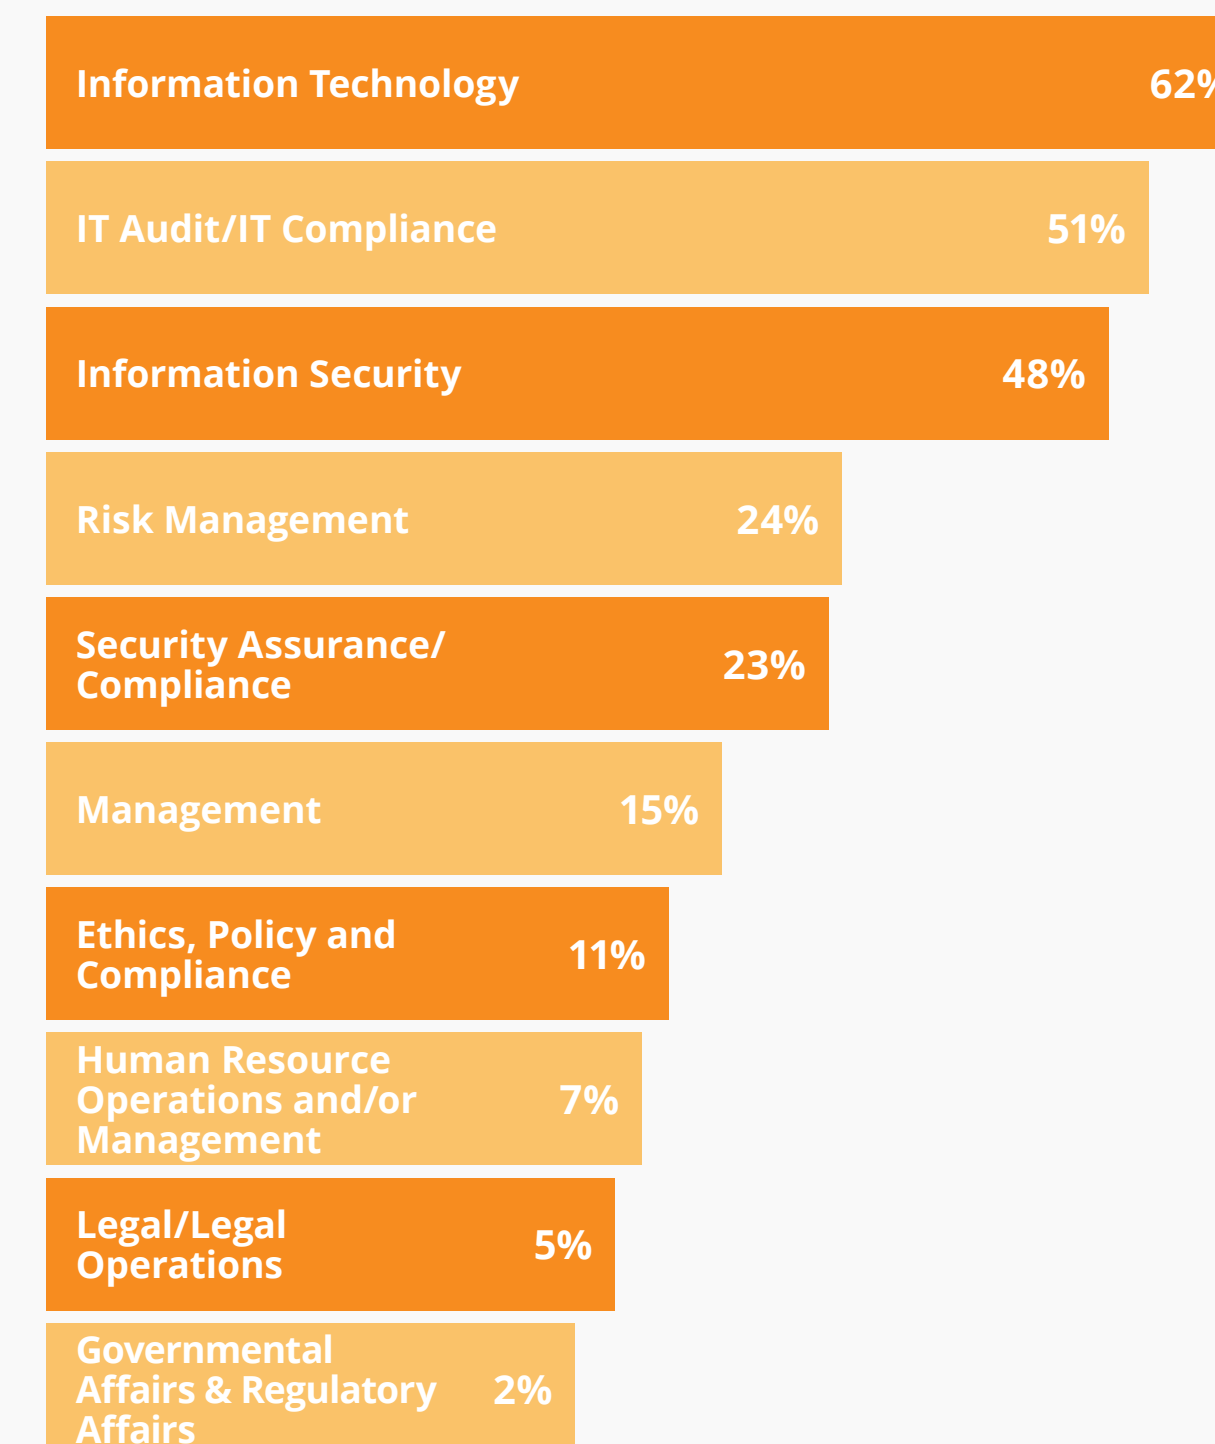 Information Technology 62%
IT Audit/IT Compliance 51%
Information Security 48%
Risk Management 24%
Security Assurance/
Compliance 23%
Management 15%
Ethics, Policy and
Compliance 11%
Human Resource
Operations and/or 7%
Management
Legal/Legal
Operations 5%
Governmental
Affairs & Regulatory 2%
Affairs